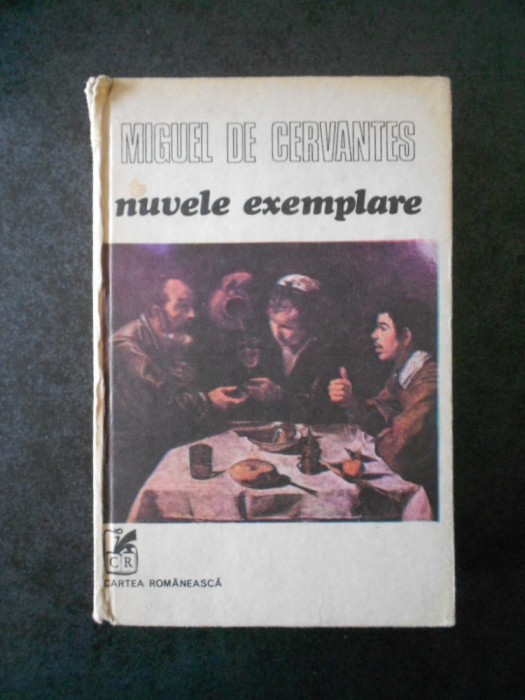 MIGUEL DE CERVANTES
nuvele exemplare
CR
CARTEA ROMÂNEASCĂ